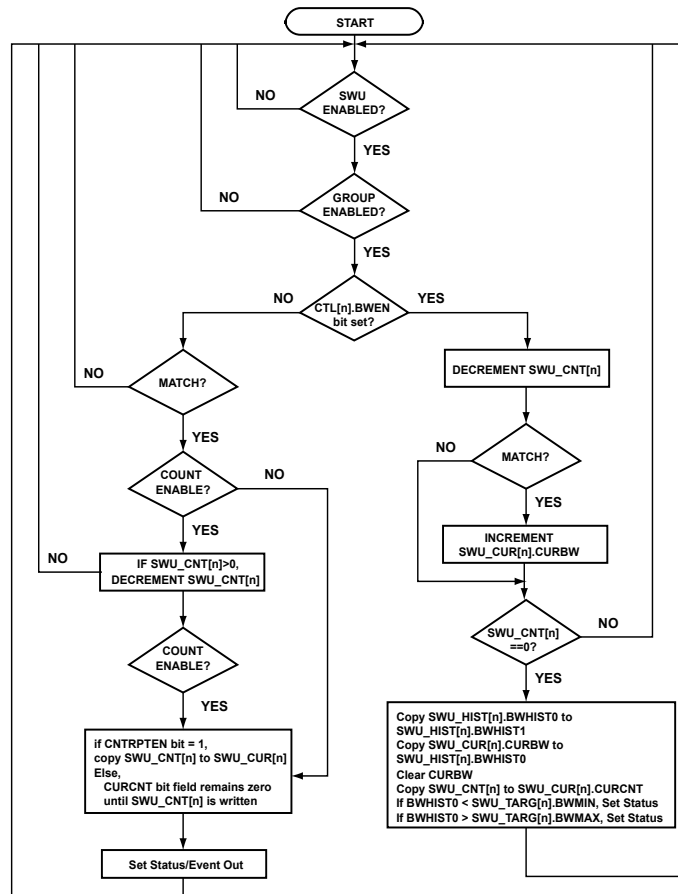 START
NO
SWU
ENABLED?
YES
NO
GROUP
ENABLED?
YES
NO
CTL[n].BWEN
bit set?
YES
NO
MATCH?
YES
COUNT
ENABLE?
NO
YES
NO
IF SWU_CNT[n]>0,
DECREMENT SWU_CNT[n]
COUNT
ENABLE?
YES
if CNTRPTEN bit = 1,
copy SWU_CNT[n] to SWU_CUR[n]
Else,
CURCNT bit field remains zero
until SWU_CNT[n] is written
Set Status/Event Out
DECREMENT SWU_CNT[n]
NO
MATCH?
YES
INCREMENT
SWU_CUR[n].CURBW
SWU_CNT[n]
==0?
NO
YES
Copy SWU_HIST[n].BWHIST0 to
SWU_HIST[n].BWHIST1
Copy SWU_CUR[n].CURBW to
SWU_HIST[n].BWHIST0
Clear CURBW
Copy SWU_CNT[n] to SWU_CUR[n].CURCNT
If BWHIST0 < SWU_TARG[n].BWMIN, Set Status
If BWHIST0 > SWU_TARG[n].BWMAX, Set Status